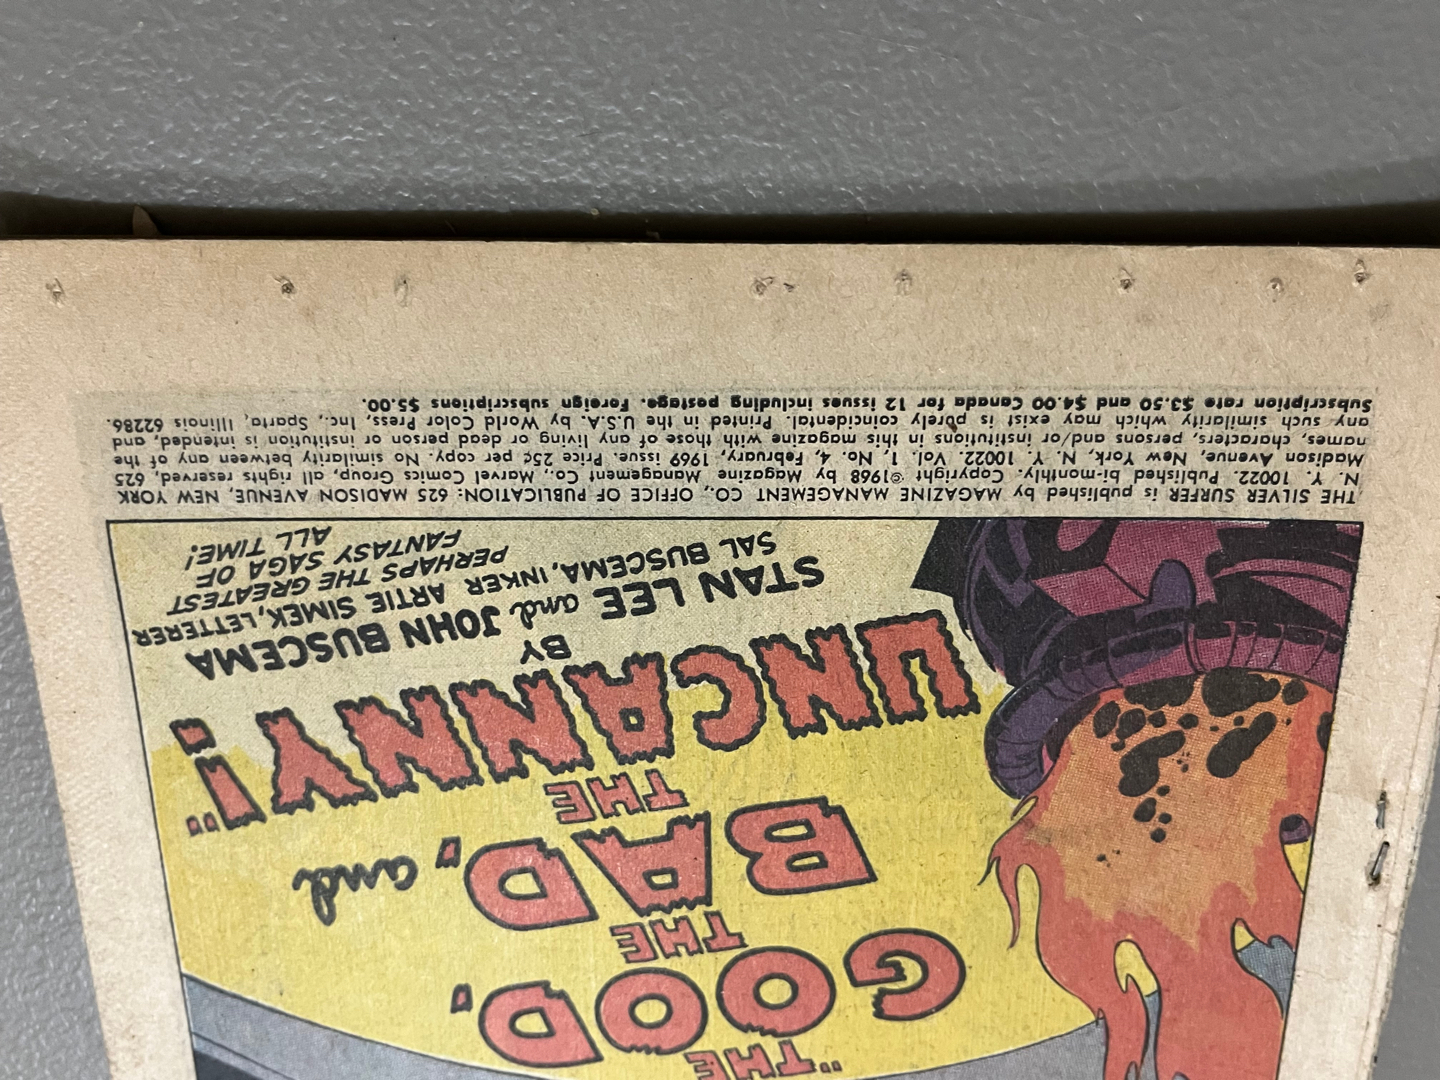 "THE
GOOD,
THE
BAD, and
THE
UNCANNY!"
BY
STAN LEE and JOHN BUSCEMA
SAL BUSCEMA, INKER ARTIE SIMEK, LETTERER
PERHAPS THE GREATEST
FANTASY SAGA OF
ALL TIME!
THE SILVER SURFER is published by MAGAZINE MANAGEMENT CO., OFFICE OF PUBLICATION: 625 MADISON AVENUE, NEW YORK
N. Y. 10022. Published bi-monthly. Copyright ©1968 by Magazine Management Co., Marvel Comics Group, all rights reserved, 625
Madison Avenue, New York, N. Y. 10022. Vol. 1, No. 4, February, 1969 issue. Price 25¢ per copy. No similarity between any of the
names, characters, persons and/or institutions in this magazine with those of any living or dead person or institution is intended, and
any such similarity which may exist is purely coincidental. Printed in the U.S.A. by World Color Press, Inc., Sparta, Illinois 62286.
Subscription rate $3.50 and $4.00 Canada for 12 issues including postage. Foreign subscriptions $5.00.